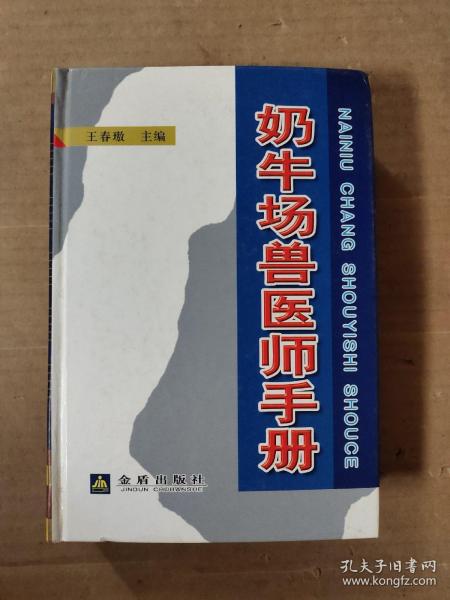 王春璈 主编
奶牛场兽医师手册
NAINIU CHANG SHOUYISHI SHOUCE
金盾出版社
JINDUN CHUBANSHE
孔夫子旧书网
www.kongfz.com